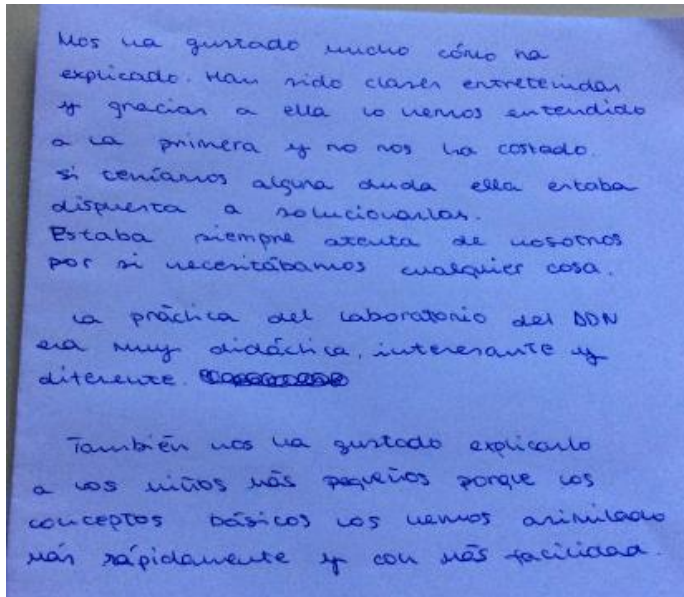 Nos ha gustado mucho cómo ha
explicado. Han sido clases entretenidas
y gracias a ella lo hemos entendido
a la primera y no nos ha costado.
si teníamos alguna duda ella estaba
dispuesta a solucionarlas.
Estaba siempre atenta de nosotros
por si necesitábamos cualquier cosa.
La práctica del laboratorio del ADN
era muy didáctica, interesante y
diferente.
También nos ha gustado explicarlo
a los niños más pequeños porque los
conceptos básicos los hemos asimilado
más rápidamente y con más facilidad.